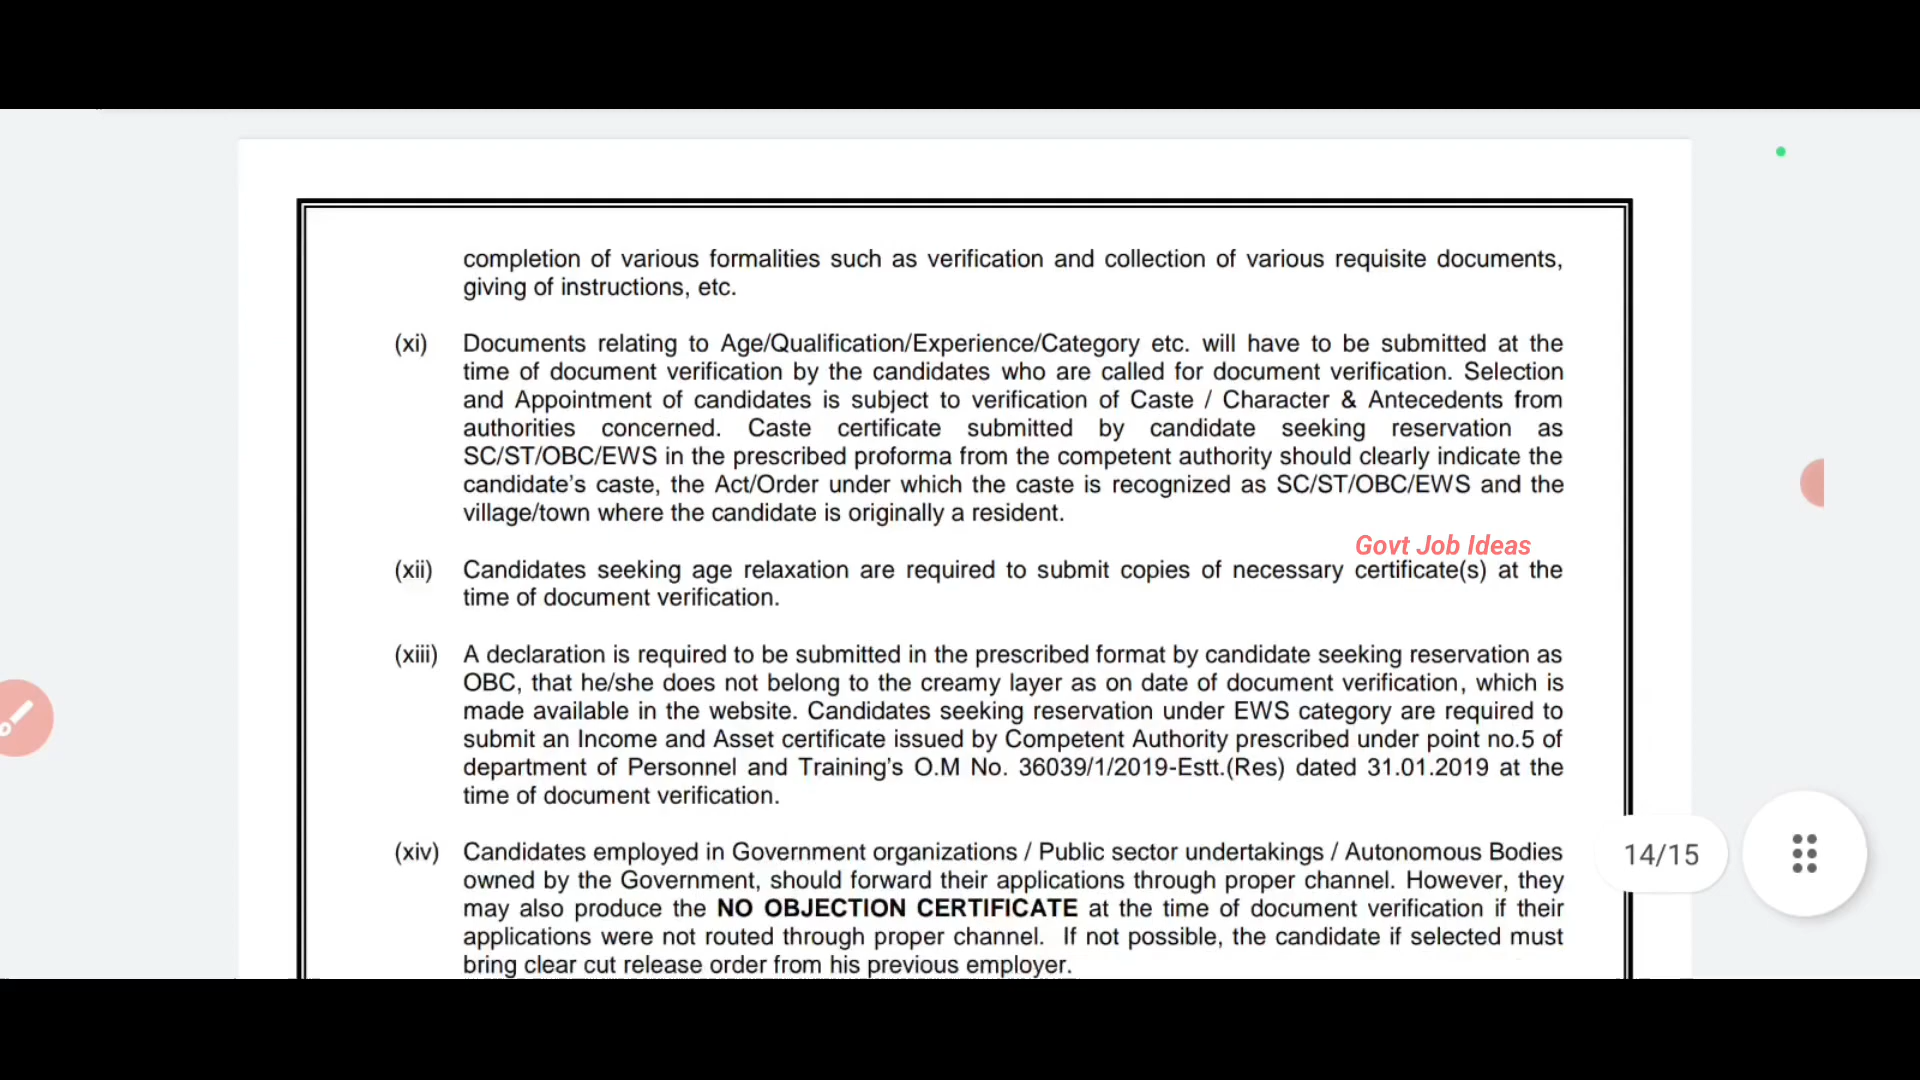 completion of various formalities such as verification and collection of various requisite documents,
giving of instructions, etc.
(xi) Documents relating to Age/Qualification/Experience/Category etc. will have to be submitted at the
time of document verification by the candidates who are called for document verification. Selection
and Appointment of candidates is subject to verification of Caste / Character & Antecedents from
authorities concerned. Caste certificate submitted by candidate seeking reservation as
SC/ST/OBC/EWS in the prescribed proforma from the competent authority should clearly indicate the
candidate’s caste, the Act/Order under which the caste is recognized as SC/ST/OBC/EWS and the
village/town where the candidate is originally a resident.
Govt Job Ideas
(xii) Candidates seeking age relaxation are required to submit copies of necessary certificate(s) at the
time of document verification.
(xiii) A declaration is required to be submitted in the prescribed format by candidate seeking reservation as
OBC, that he/she does not belong to the creamy layer as on date of document verification, which is
made available in the website. Candidates seeking reservation under EWS category are required to
submit an Income and Asset certificate issued by Competent Authority prescribed under point no.5 of
department of Personnel and Training’s O.M No. 36039/1/2019-Estt.(Res) dated 31.01.2019 at the
time of document verification.
(xiv) Candidates employed in Government organizations / Public sector undertakings / Autonomous Bodies
owned by the Government, should forward their applications through proper channel. However, they
may also produce the NO OBJECTION CERTIFICATE at the time of document verification if their
applications were not routed through proper channel. If not possible, the candidate if selected must
bring clear cut release order from his previous employer.
14/15